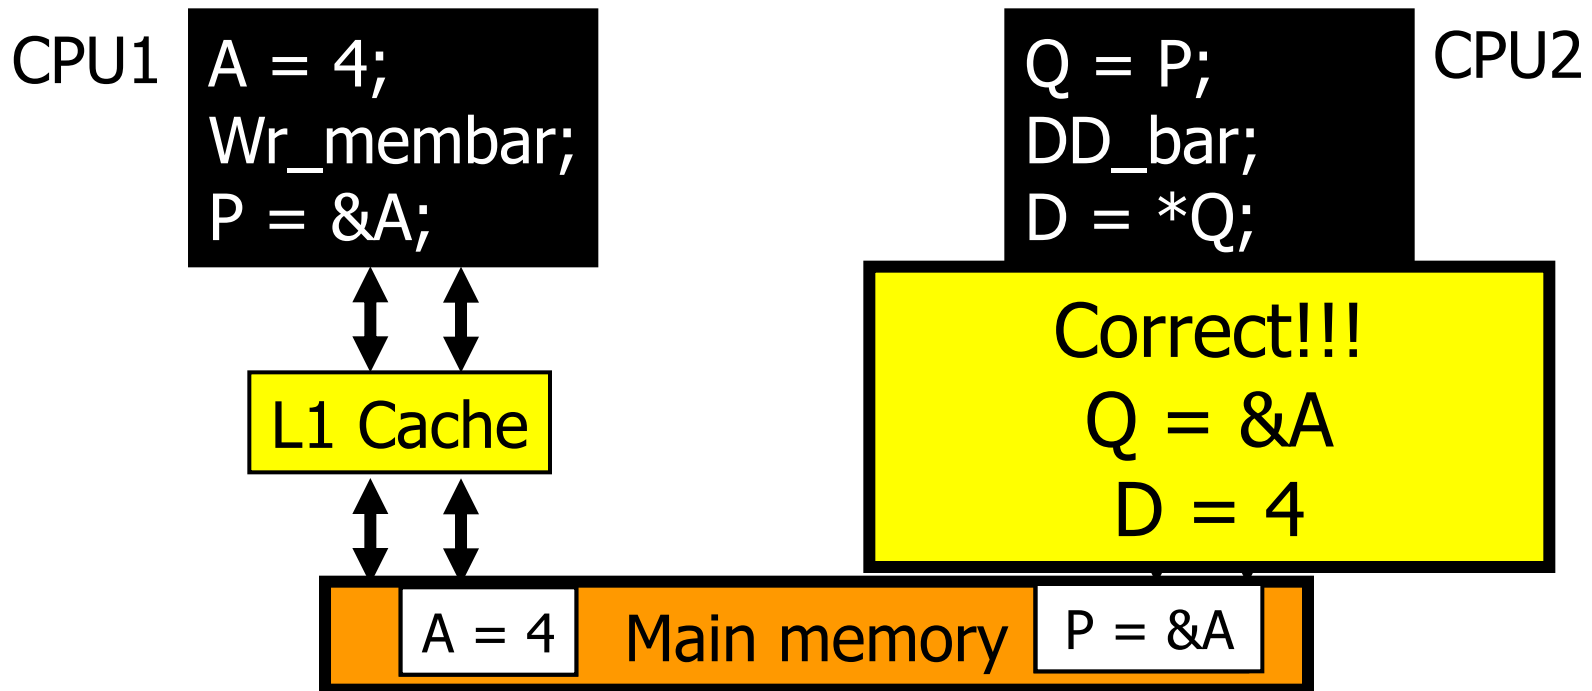 CPU1
A = 4;
Wr_membar;
P = &A;
Q = P;
DD_bar;
D = *Q;
CPU2
L1 Cache
Correct!!!
Q = &A
D = 4
A = 4
Main memory
P = &A